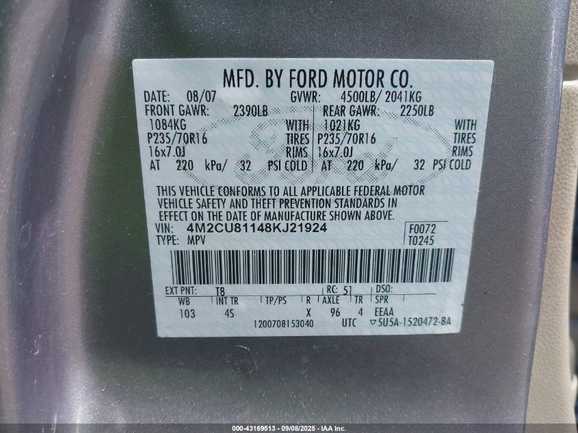 MFD. BY FORD MOTOR CO.
DATE: 08/07 GVWR: 4500LB/ 2041KG
FRONT GAWR: 2390LB REAR GAWR: 2250LB
1084KG WITH 1021KG WITH
P235/70R16 TIRES P235/70R16 TIRES
16x7.0J RIMS 16x7.0J RIMS
AT 220 kPa/ 32 PSI COLD AT 220 kPa/ 32 PSI COLD
THIS VEHICLE CONFORMS TO ALL APPLICABLE FEDERAL MOTOR
VEHICLE SAFETY AND THEFT PREVENTION STANDARDS IN
EFFECT ON THE DATE OF MANUFACTURE SHOWN ABOVE.
VIN: 4M2CU81148KJ21924 F0072
TYPE: MPV T0245
EXT PNT: T8 RC: 51 DSO:
WB INT TR TP/PS R AXLE TR SPR
103 4S X 96 4 EEAA
1200708153040 UTC ▽5U5A-1520472-BA
000-43169513 - 09/08/2025 - IAAI.COM